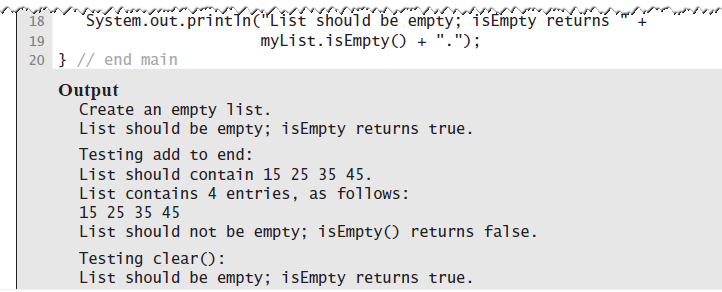 18 System.out.println("List should be empty; isEmpty returns " +
19 myList.isEmpty() + ".");
20 } // end main
Output
Create an empty list.
List should be empty; isEmpty returns true.
Testing add to end:
List should contain 15 25 35 45.
List contains 4 entries, as follows:
15 25 35 45
List should not be empty; isEmpty() returns false.
Testing clear():
List should be empty; isEmpty returns true.